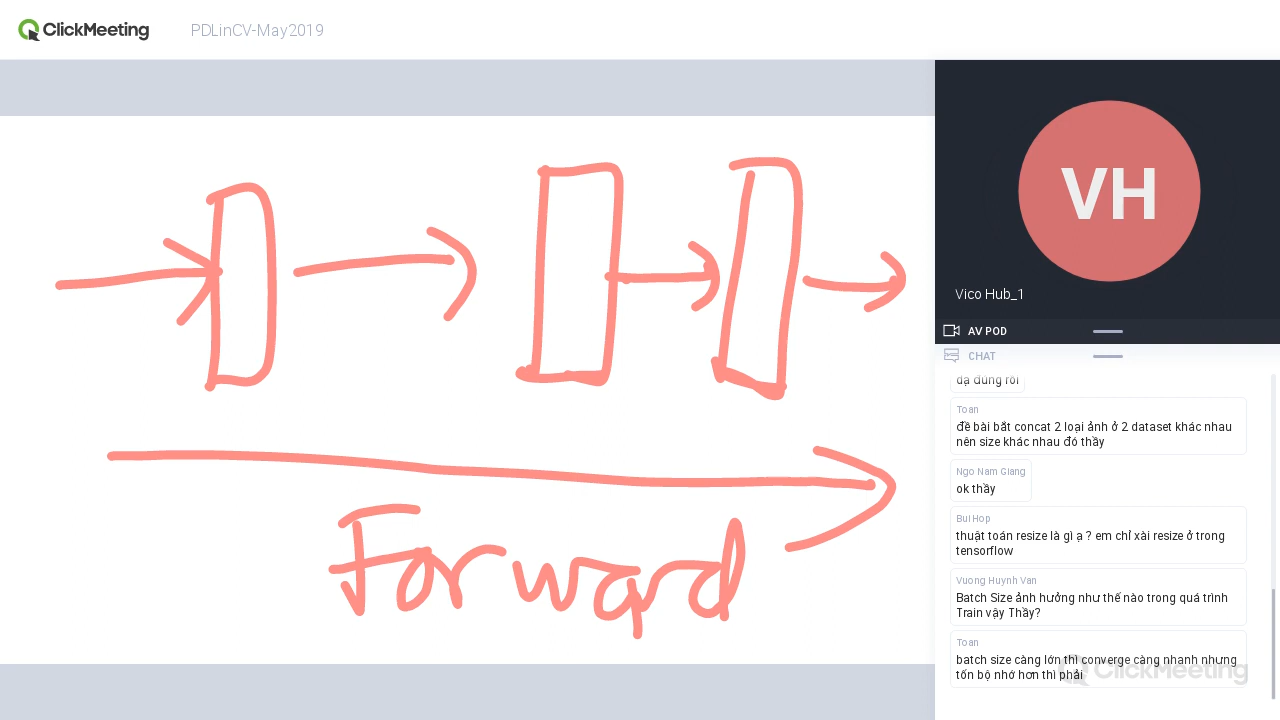 ClickMeeting
PDLinCV-May2019
Forward
VH
Vico Hub_1
AV POD
CHAT
dạ đúng rồi
Toan
đề bài bắt concat 2 loại ảnh ở 2 dataset khác nhau
nên size khác nhau đó thầy
Ngo Nam Giang
ok thầy
Bui Hop
thuật toán resize là gì ạ ? em chỉ xài resize ở trong
tensorflow
Vuong Huynh Van
Batch Size ảnh hưởng như thế nào trong quá trình
Train vậy Thầy?
Toan
batch size càng lớn thì converge càng nhanh nhưng
tốn bộ nhớ hơn thì phải
ClickMeeting